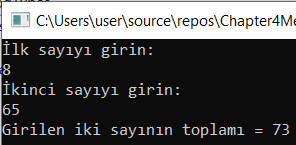 C:\Users\user\source\repos\Chapter4Me
İlk sayıyı girin:
8
İkinci sayıyı girin:
65
Girilen iki sayının toplamı = 73